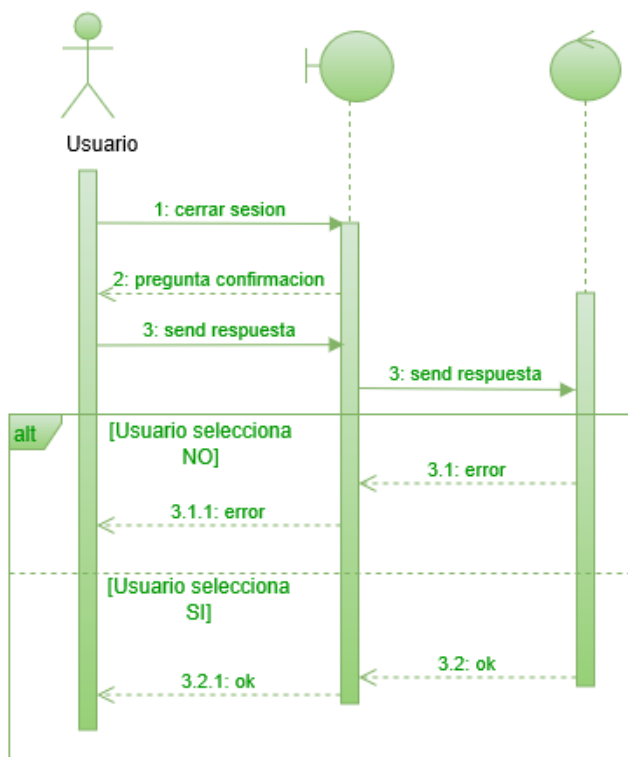 Usuario
1: cerrar sesion
2: pregunta confirmacion
3: send respuesta
3: send respuesta
alt
[Usuario selecciona
NO]
3.1: error
3.1.1: error
[Usuario selecciona
SI]
3.2: ok
3.2.1: ok